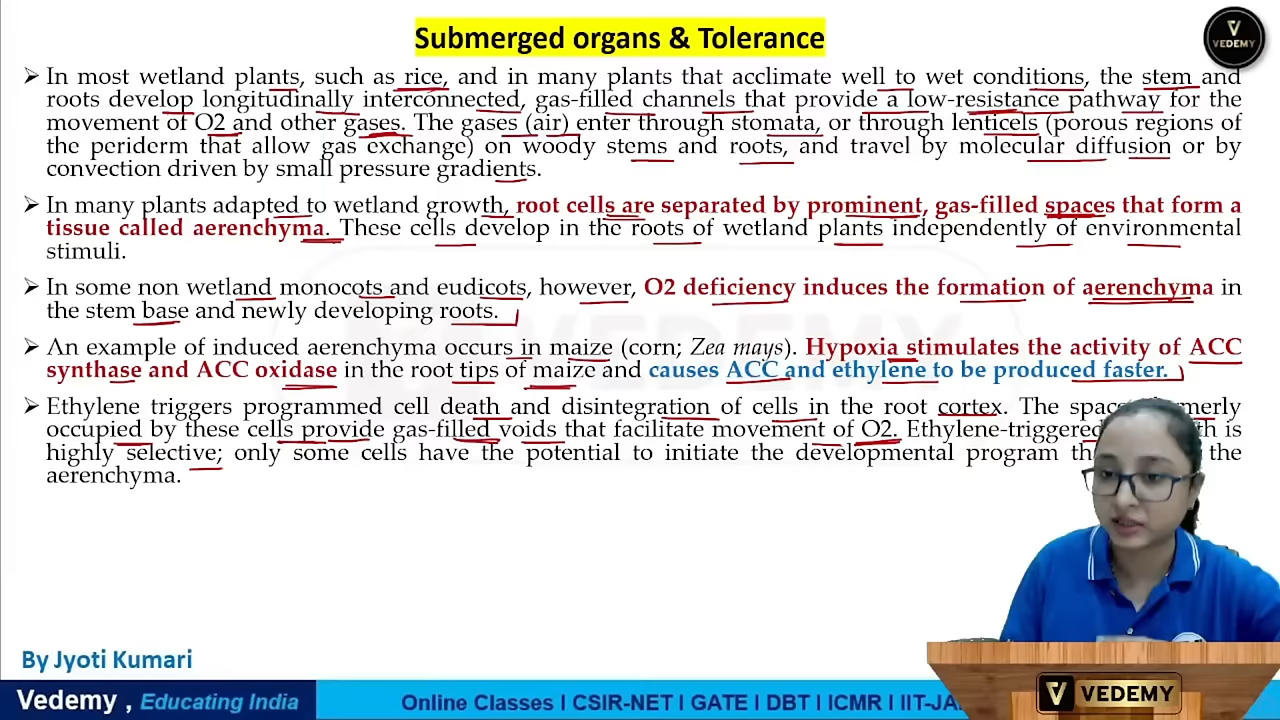 Submerged organs & Tolerance
V
VEDEMY
➢ In most wetland plants, such as rice, and in many plants that acclimate well to wet conditions, the stem and
roots develop longitudinally interconnected, gas-filled channels that provide a low-resistance pathway for the
movement of O2 and other gases. The gases (air) enter through stomata, or through lenticels (porous regions of
the periderm that allow gas exchange) on woody stems and roots, and travel by molecular diffusion or by
convection driven by small pressure gradients.
➢ In many plants adapted to wetland growth, root cells are separated by prominent, gas-filled spaces that form a
tissue called aerenchyma. These cells develop in the roots of wetland plants independently of environmental
stimuli.
➢ In some non wetland monocots and eudicots, however, O2 deficiency induces the formation of aerenchyma in
the stem base and newly developing roots.
➢ An example of induced aerenchyma occurs in maize (corn; Zea mays). Hypoxia stimulates the activity of ACC
synthase and ACC oxidase in the root tips of maize and causes ACC and ethylene to be produced faster.
➢ Ethylene triggers programmed cell death and disintegration of cells in the root cortex. The
occupied by these cells provide gas-filled voids that facilitate movement of O2. is
highly selective; only some cells have the potential to initiate the developmental program the
aerenchyma.
VEDEMY
By Jyoti Kumari
Vedemy , Educating India
Online Classes I CSIR-NET I GATE I DBT I ICMR I
V VEDEMY